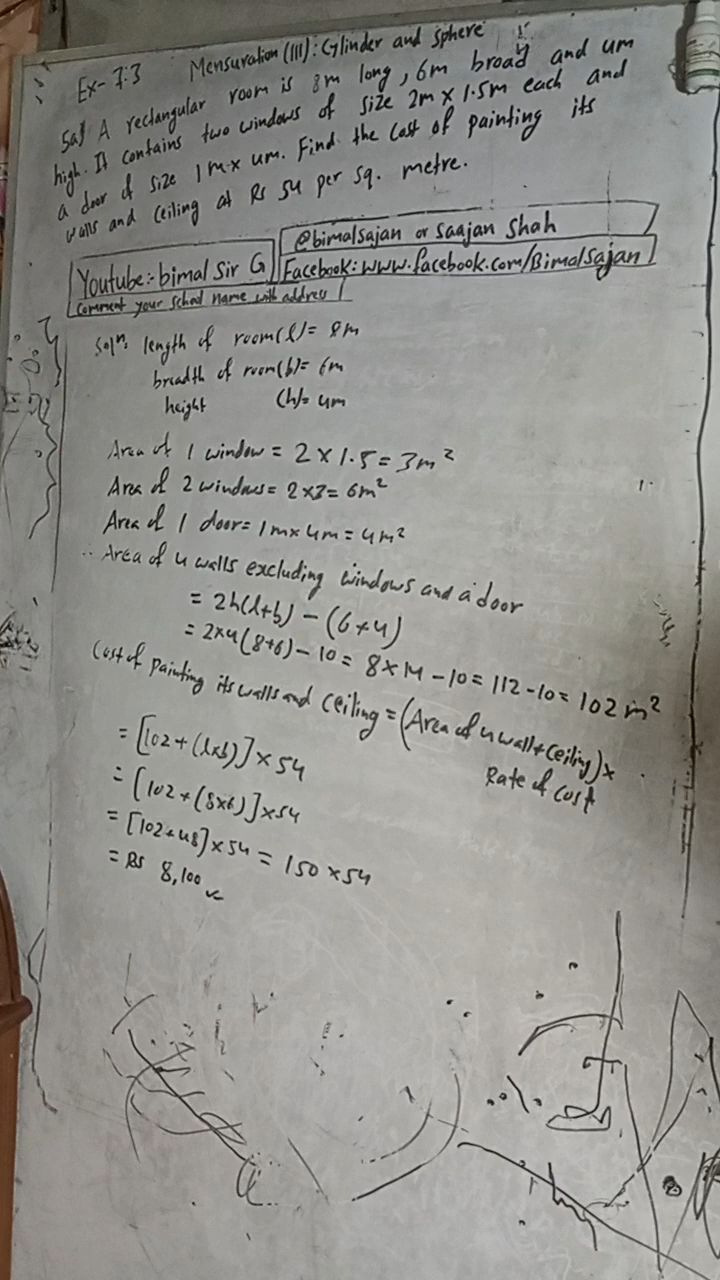 Ex- 7.3 Mensuration (III): Cylinder and sphere
5a) A rectangular room is 8m long, 6m broad and 4m
high. It contains two windows of size 2m x 1.5m each and
a door of size 1m x 4m. Find the cost of painting its
walls and ceiling at Rs 54 per sq. metre.
@bimalsajan or Saajan Shah
Youtube:- bimal Sir G
Facebook: www.facebook.com/BimalSajan
Comment your school name with address
Solⁿ: length of room(l)= 8m
breadth of room(b)= 6m
height (h)= 4m
Area of 1 window = 2 x 1.5 = 3m²
Area of 2 windows = 2 x 3 = 6m²
Area of 1 door = 1m x 4m = 4m²
∴ Area of 4 walls excluding windows and a door
= 2h(l+b) - (6+4)
= 2x4(8+6) - 10 = 8 x 14 - 10 = 112 - 10 = 102 m²
Cost of painting its walls and ceiling = (Area of 4 wall + ceiling) x
Rate of cost
= [102 + (lxb)] x 54
= [102 + (8x6)] x 54
= [102 + 48] x 54 = 150 x 54
= Rs 8,100